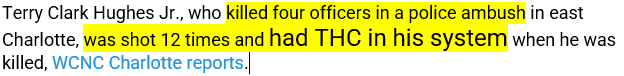 Terry Clark Hughes Jr., who killed four officers in a police ambush in east
Charlotte, was shot 12 times and had THC in his system when he was
killed, WCNC Charlotte reports.